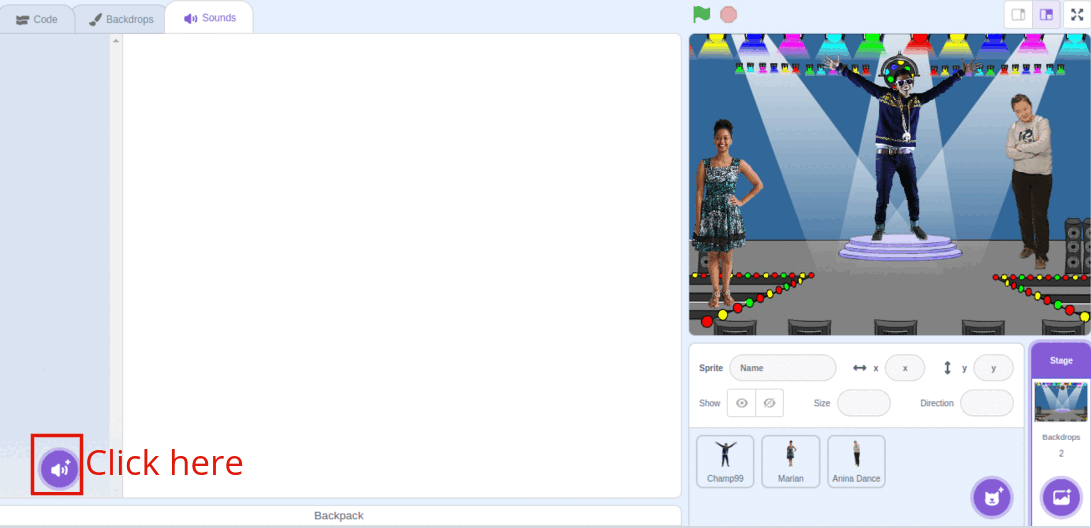 Code
Backdrops
Sounds
Click here
Backpack
Sprite
Name
x
x
y
y
Show
Size
Direction
Champ99
Marian
Anina Dance
Stage
Backdrops
2